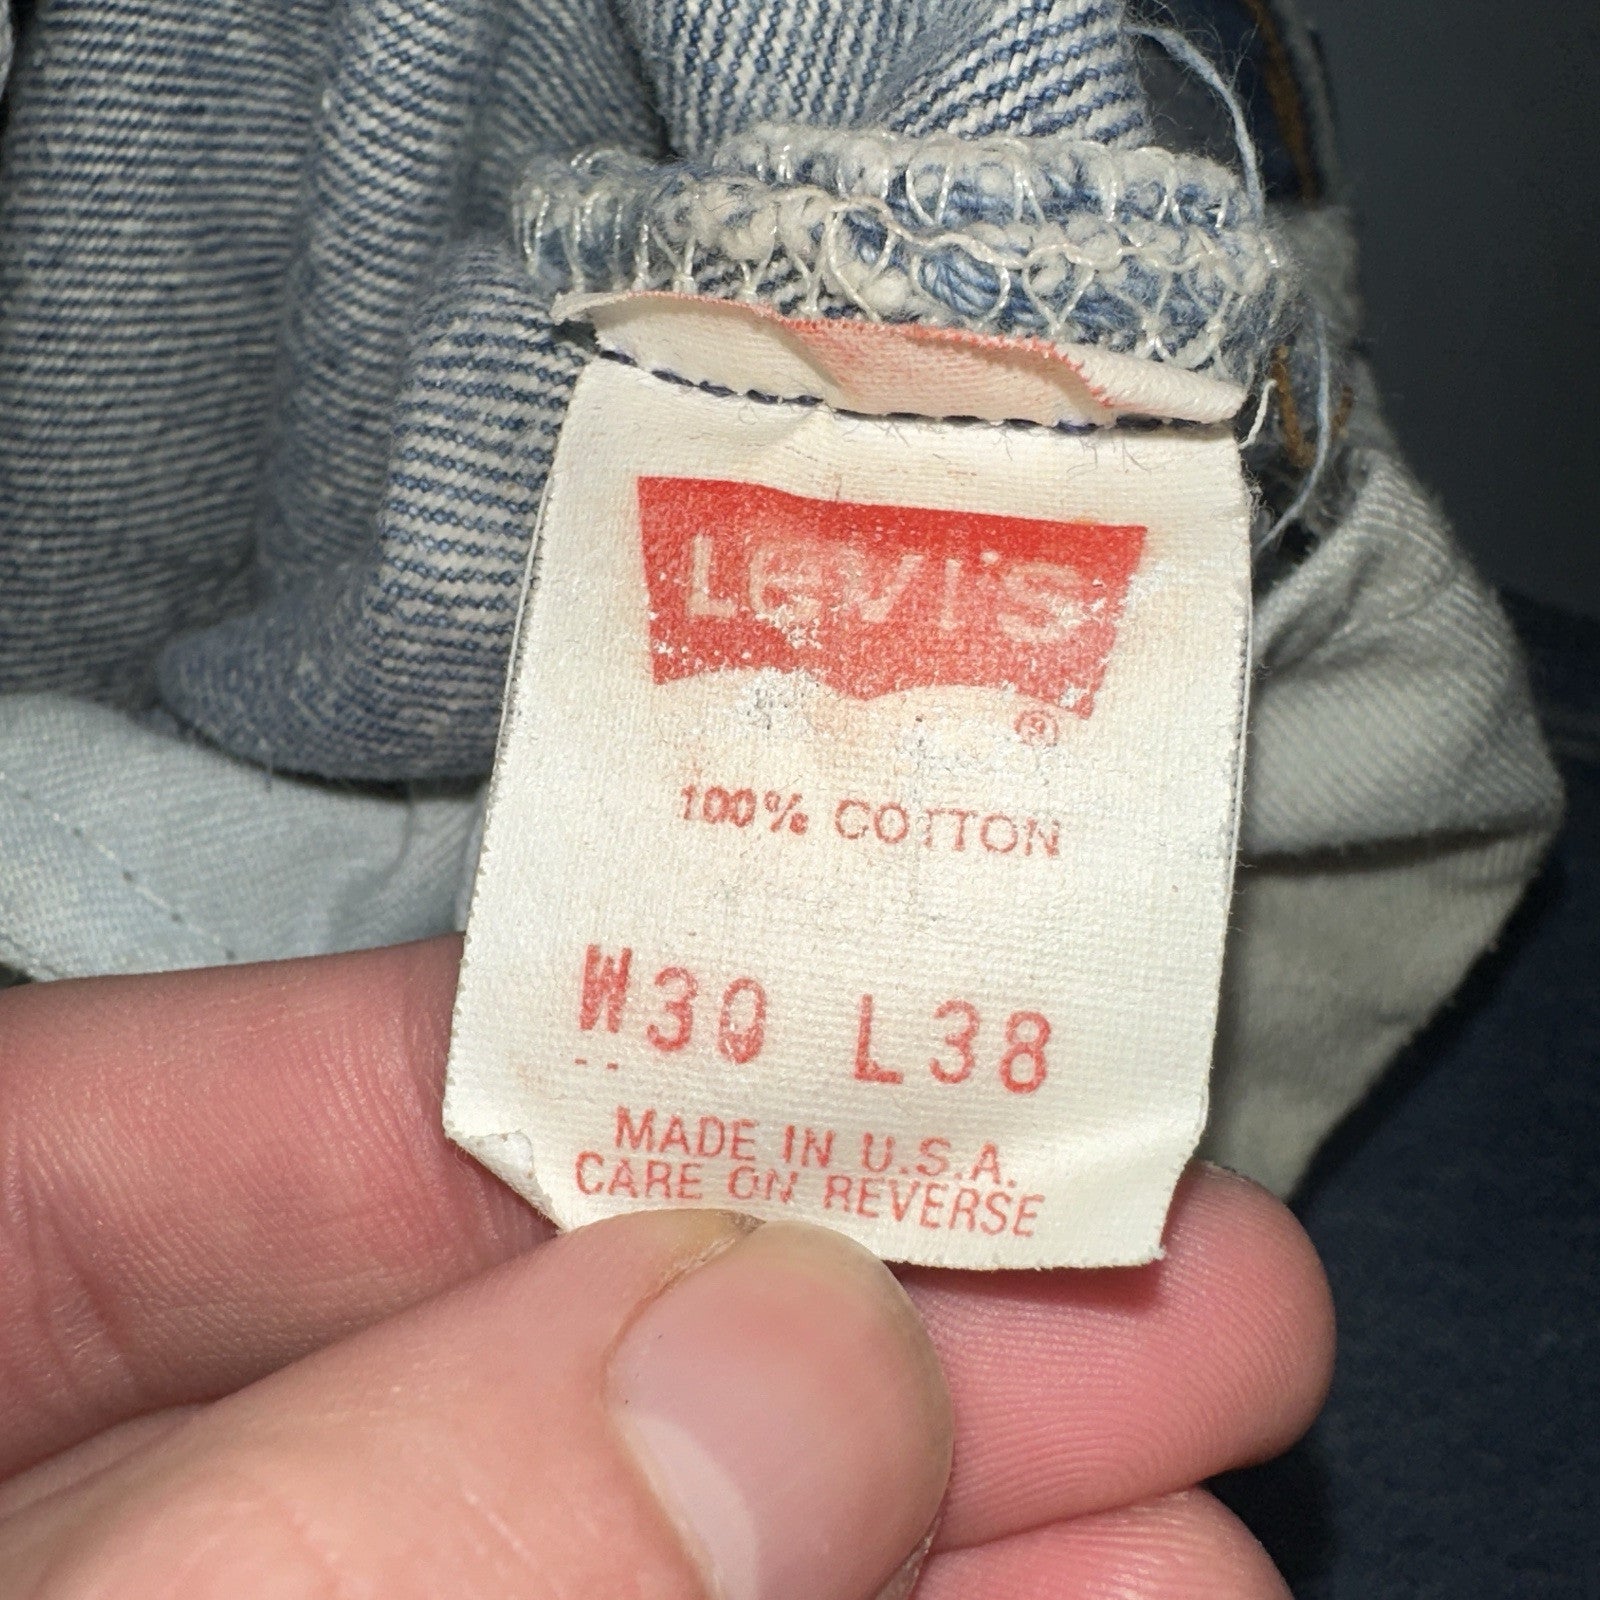 LEVI'S
®
100% COTTON
W30 L38
--
MADE IN U.S.A.
CARE ON REVERSE